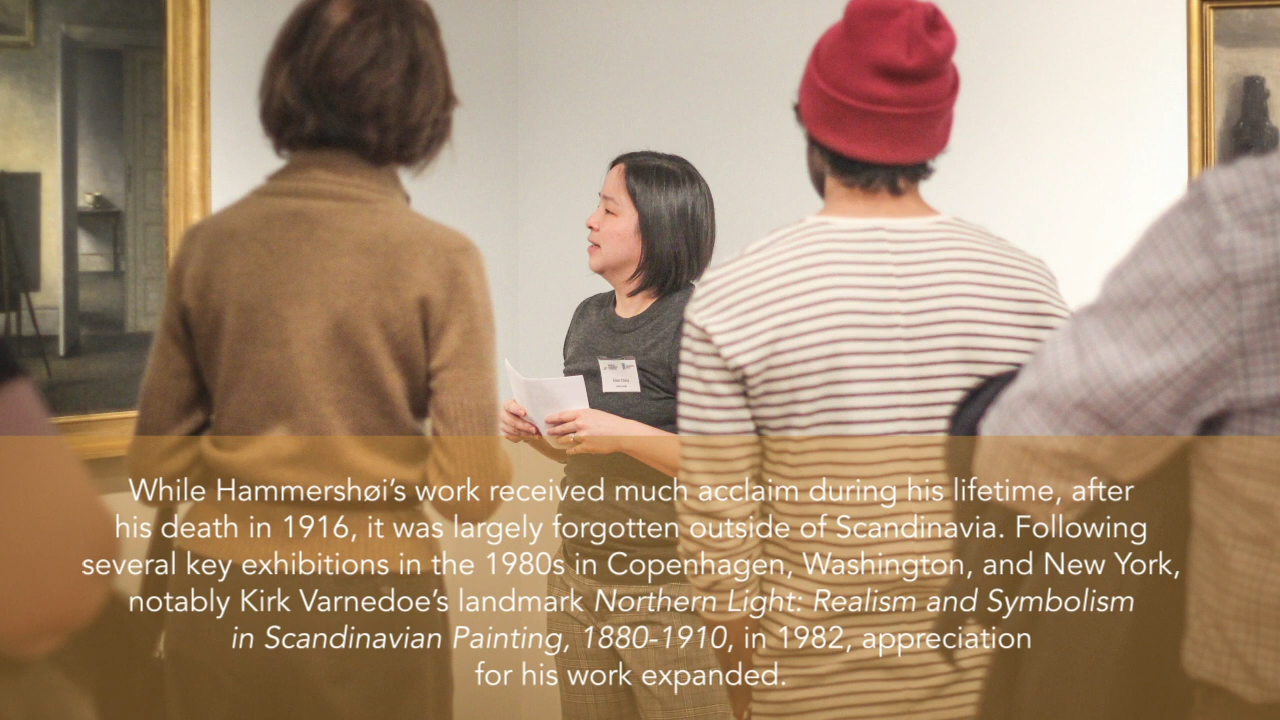 While Hammershøi's work received much acclaim during his lifetime, after
his death in 1916, it was largely forgotten outside of Scandinavia. Following
several key exhibitions in the 1980s in Copenhagen, Washington, and New York,
notably Kirk Varnedoe's landmark Northern Light: Realism and Symbolism
in Scandinavian Painting, 1880-1910, in 1982, appreciation
for his work expanded.